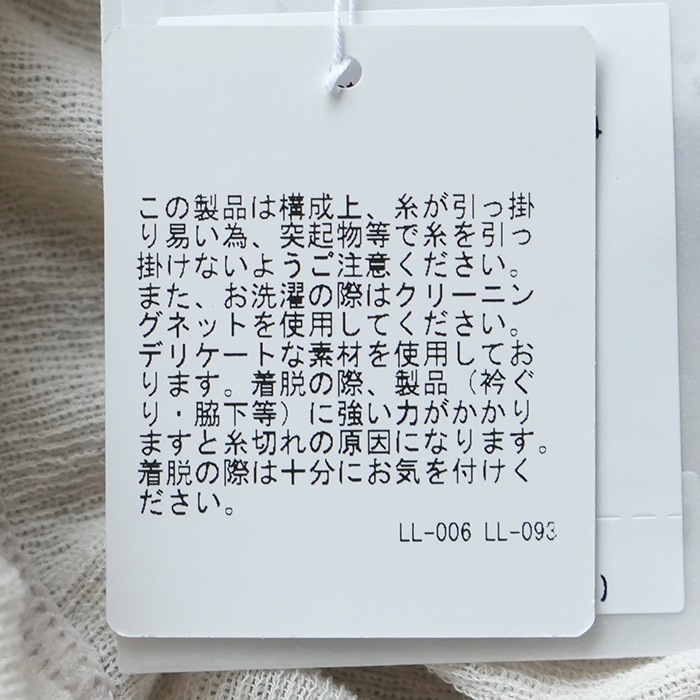 この製品は構成上、糸が引っ掛
り易い為、突起物等で糸を引っ
掛けないようご注意ください。
また、お洗濯の際はクリーニン
グネットを使用してください。
デリケートな素材を使用してお
ります。着脱の際、製品（衿ぐ
り・脇下等）に強い力がかかり
ますと糸切れの原因になります。
着脱の際は十分にお気を付けく
ださい。
LL-006 LL-093